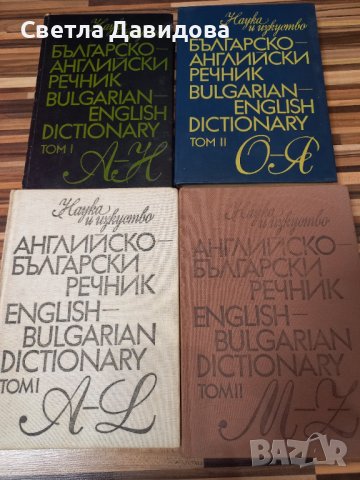 Светла Давидова
Наука
и изкуство
БЪЛГАРСКО–
АНГЛИЙСКИ
РЕЧНИК
BULGARIAN–
ENGLISH
DICTIONARY
ТОМ I
А–Н
Наука
и изкуство
БЪЛГАРСКО–
АНГЛИЙСКИ
РЕЧНИК
BULGARIAN–
ENGLISH
DICTIONARY
ТОМ II
О–Я
Наука
и изкуство
АНГЛИЙСКО–
БЪЛГАРСКИ
РЕЧНИК
ENGLISH–
BULGARIAN
DICTIONARY
ТОМ I
A–L
Наука
и изкуство
АНГЛИЙСКО–
БЪЛГАРСКИ
РЕЧНИК
ENGLISH–
BULGARIAN
DICTIONARY
ТОМ II
M–Z
BAZAR